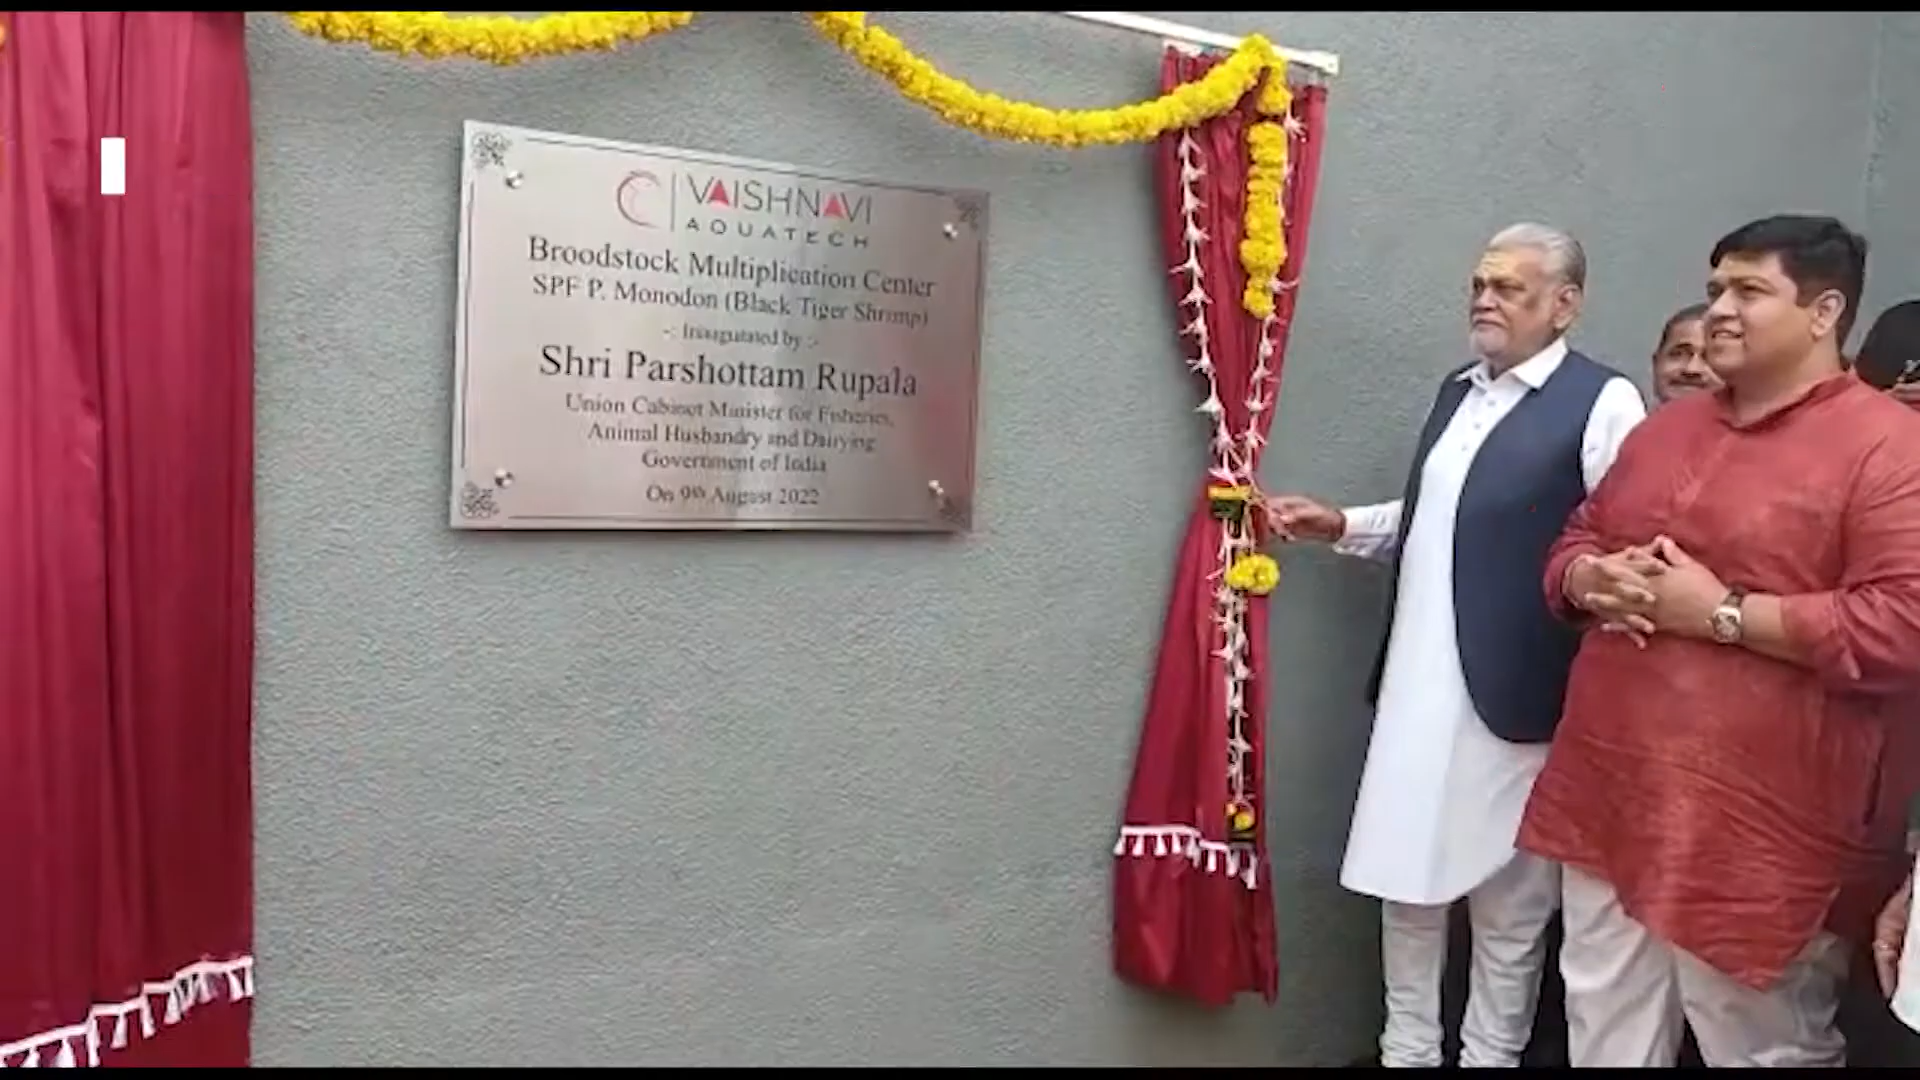 VAISHNAVI
AQUATECH
Broodstock Multiplication Center
SPF P. Monodon (Black Tiger Shrimp)
-: Inaugurated by :-
Shri Parshottam Rupala
Union Cabinet Minister for Fisheries,
Animal Husbandry and Dairying
Government of India
On 9th August 2022